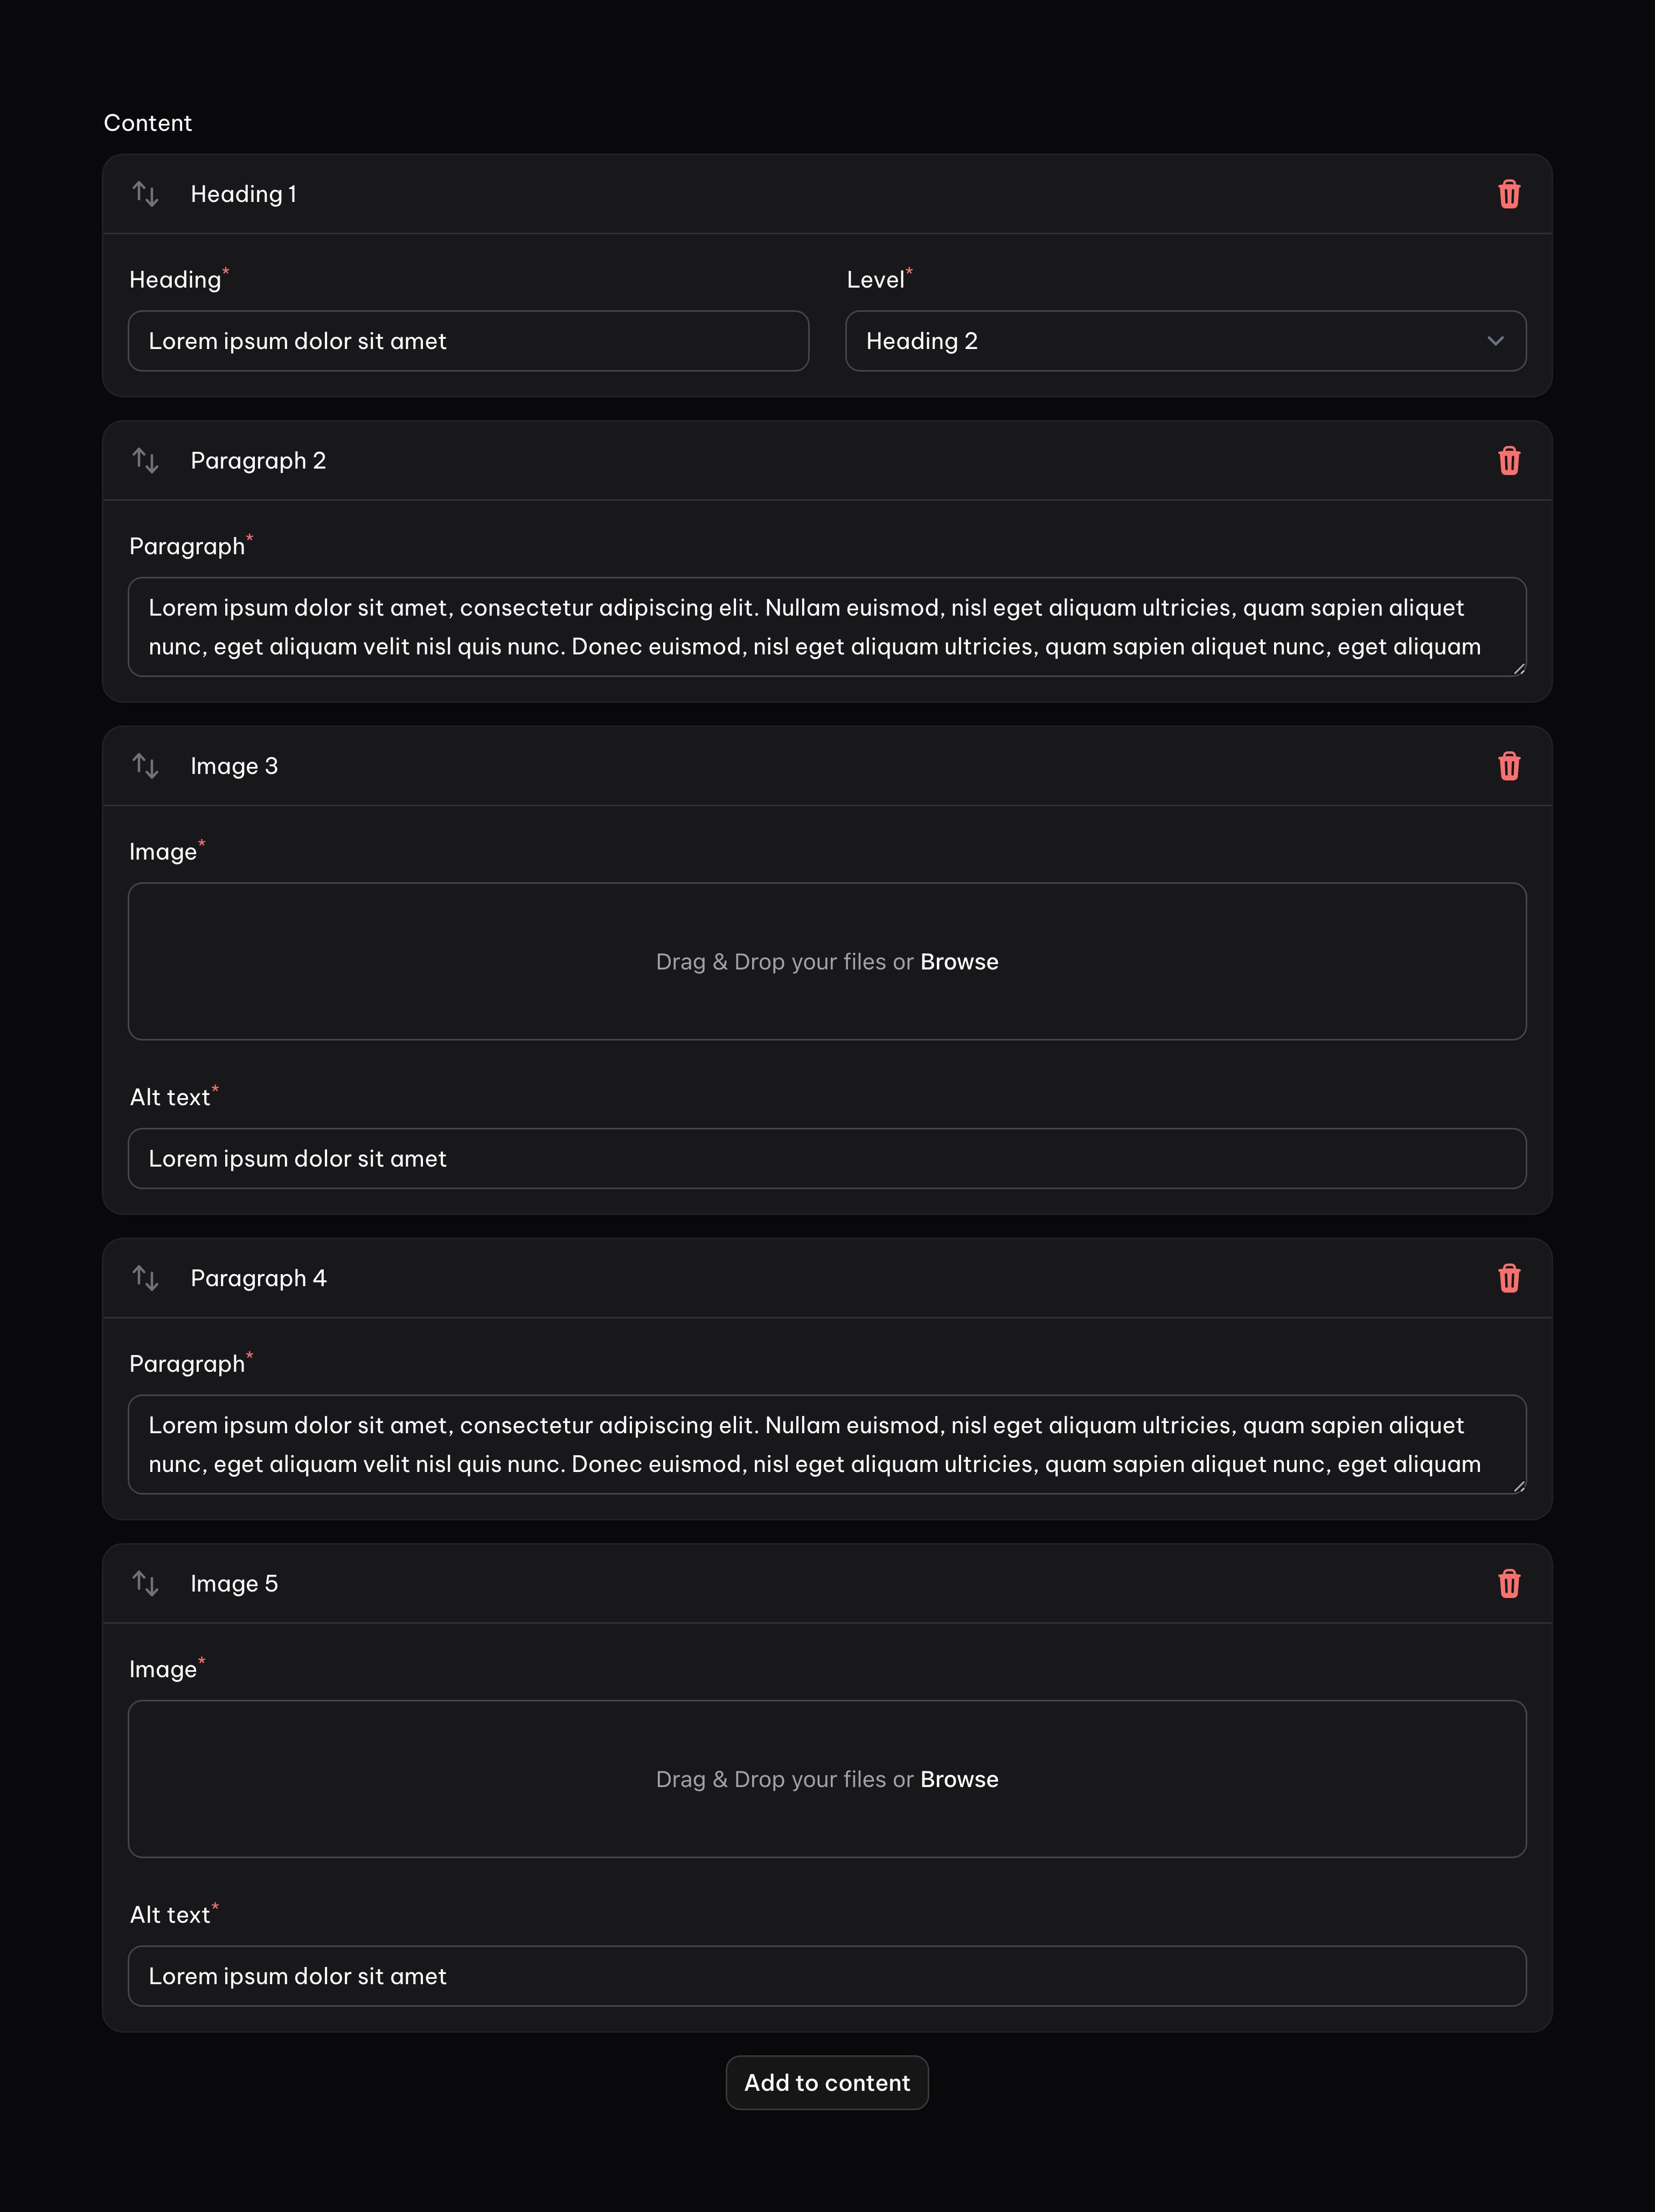 Content
Heading 1
Heading*
Level*
Lorem ipsum dolor sit amet
Heading 2
Paragraph 2
Paragraph*
Lorem ipsum dolor sit amet, consectetur adipiscing elit. Nullam euismod, nisl eget aliquam ultricies, quam sapien aliquet
nunc, eget aliquam velit nisl quis nunc. Donec euismod, nisl eget aliquam ultricies, quam sapien aliquet nunc, eget aliquam
Image 3
Image*
Drag & Drop your files or Browse
Alt text*
Lorem ipsum dolor sit amet
Paragraph 4
Paragraph*
Lorem ipsum dolor sit amet, consectetur adipiscing elit. Nullam euismod, nisl eget aliquam ultricies, quam sapien aliquet
nunc, eget aliquam velit nisl quis nunc. Donec euismod, nisl eget aliquam ultricies, quam sapien aliquet nunc, eget aliquam
Image 5
Image*
Drag & Drop your files or Browse
Alt text*
Lorem ipsum dolor sit amet
Add to content